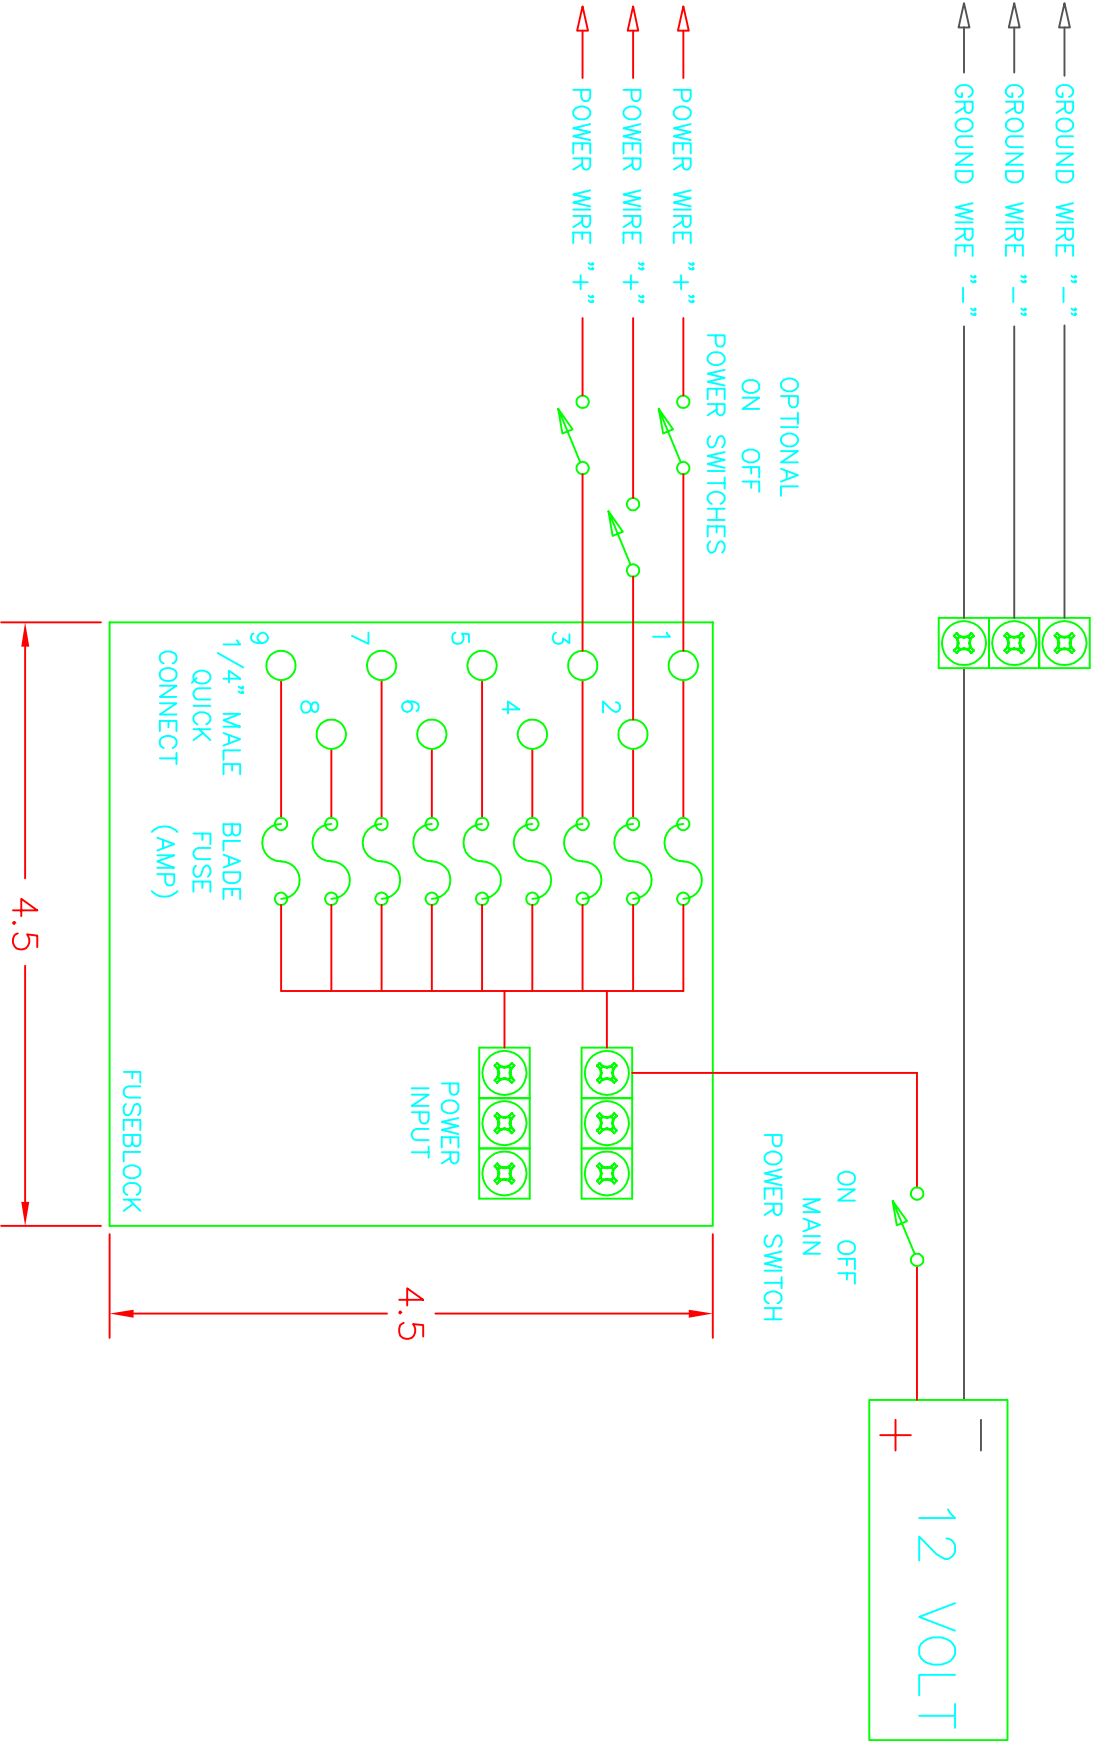 GROUND WIRE "-"
GROUND WIRE "-"
GROUND WIRE "-"
OPTIONAL
ON OFF
POWER SWITCHES
POWER WIRE "+"
POWER WIRE "+"
POWER WIRE "+"
ON OFF
MAIN
POWER SWITCH
- 
+
12 VOLT
1
2
3
4
5
6
7
8
9
1/4" MALE
QUICK
CONNECT
BLADE
FUSE
(AMP)
POWER
INPUT
FUSEBLOCK
4.5
4.5